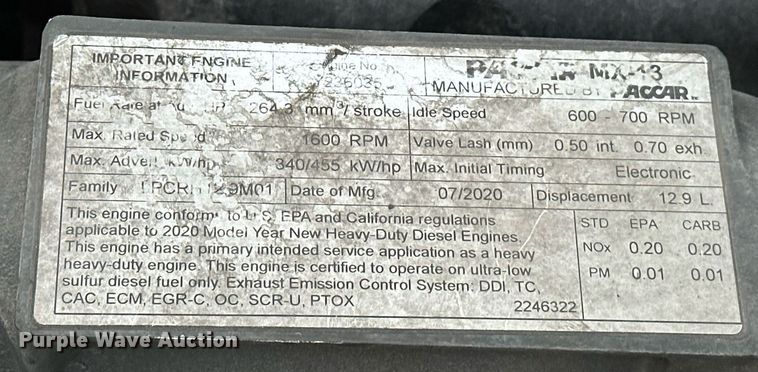 IMPORTANT ENGINE
INFORMATION
MX-13
MANUFACTURED BY PACCAR
Fuel Rate at 264.3 mm³/ stroke Idle Speed 600 - 700 RPM
Max. Rated Speed 1600 RPM Valve Lash (mm) 0.50 int. 0.70 exh.
Max. Advert. kW/hp 340/455 kW/hp Max. Initial Timing Electronic
Family Date of Mfg. 07/2020 Displacement 12.9 L.
This engine conforms to U.S. EPA and California regulations
applicable to 2020 Model Year New Heavy-Duty Diesel Engines.
This engine has a primary intended service application as a heavy
heavy-duty engine. This engine is certified to operate on ultra-low
sulfur diesel fuel only. Exhaust Emission Control System: DDI, TC,
CAC, ECM, EGR-C, OC, SCR-U, PTOX
STD EPA CARB
NOx 0.20 0.20
PM 0.01 0.01
2246322
Purple Wave Auction